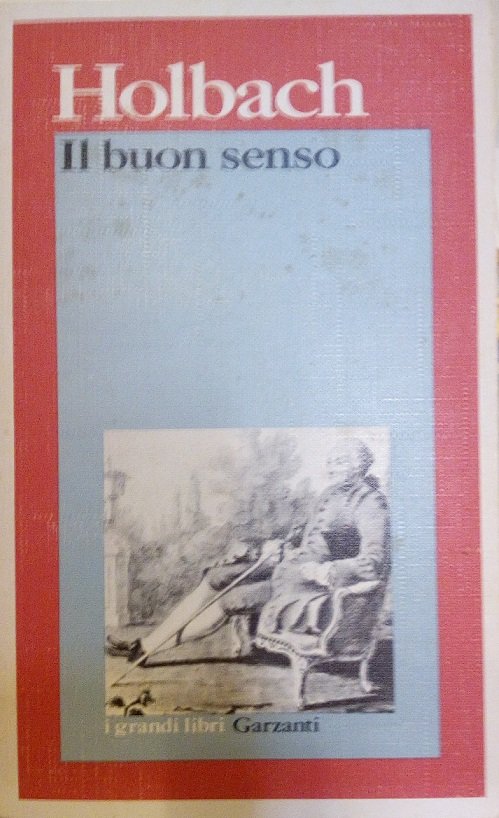 Holbach
Il buon senso
i grandi libri Garzanti